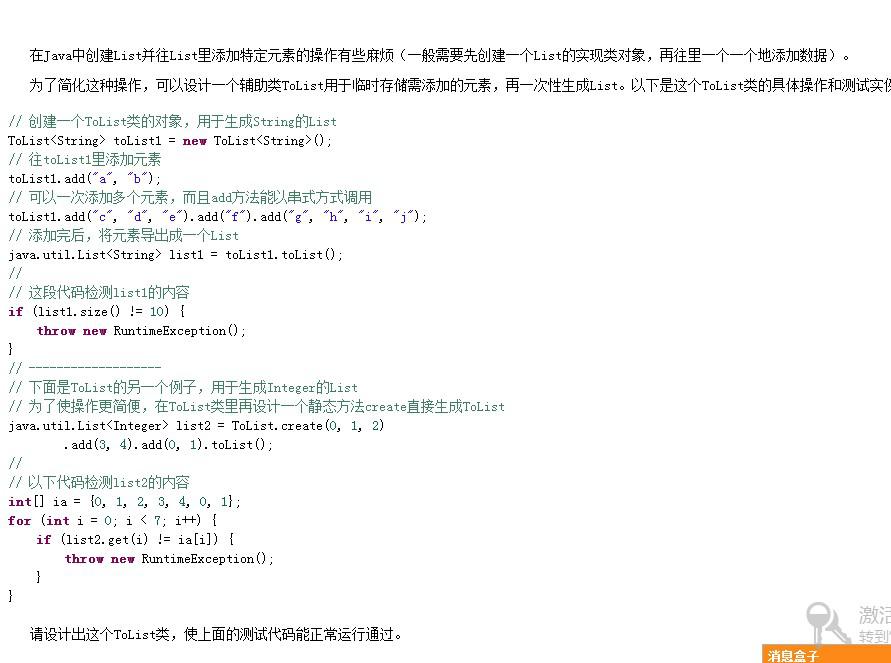 在Java中创建List并往List里添加特定元素的操作有些麻烦（一般需要先创建一个List的实现类对象，再往里一个一个地添加数据）。
为了简化这种操作，可以设计一个辅助类ToList用于临时存储需添加的元素，再一次性生成List。以下是这个ToList类的具体操作和测试实
// 创建一个ToList类的对象，用于生成String的List
ToList<String> toList1 = new ToList<String>();
// 往toList1里添加元素
toList1.add("a", "b");
// 可以一次添加多个元素，而且add方法能以串式方式调用
toList1.add("c", "d", "e").add("f").add("g", "h", "i", "j");
// 添加完后，将元素导出成一个List
java.util.List<String> list1 = toList1.toList();
//
// 这段代码检测list1的内容
if (list1.size() != 10) {
    throw new RuntimeException();
}
// -------------------
// 下面是ToList的另一个例子，用于生成Integer的List
// 为了使操作更简便，在ToList类里再设计一个静态方法create直接生成ToList
java.util.List<Integer> list2 = ToList.create(0, 1, 2)
        .add(3, 4).add(0, 1).toList();
//
// 以下代码检测list2的内容
int[] ia = {0, 1, 2, 3, 4, 0, 1};
for (int i = 0; i < 7; i++) {
    if (list2.get(i) != ia[i]) {
        throw new RuntimeException();
    }
}
请设计出这个ToList类，使上面的测试代码能正常运行通过。
激活
转到
消息盒子